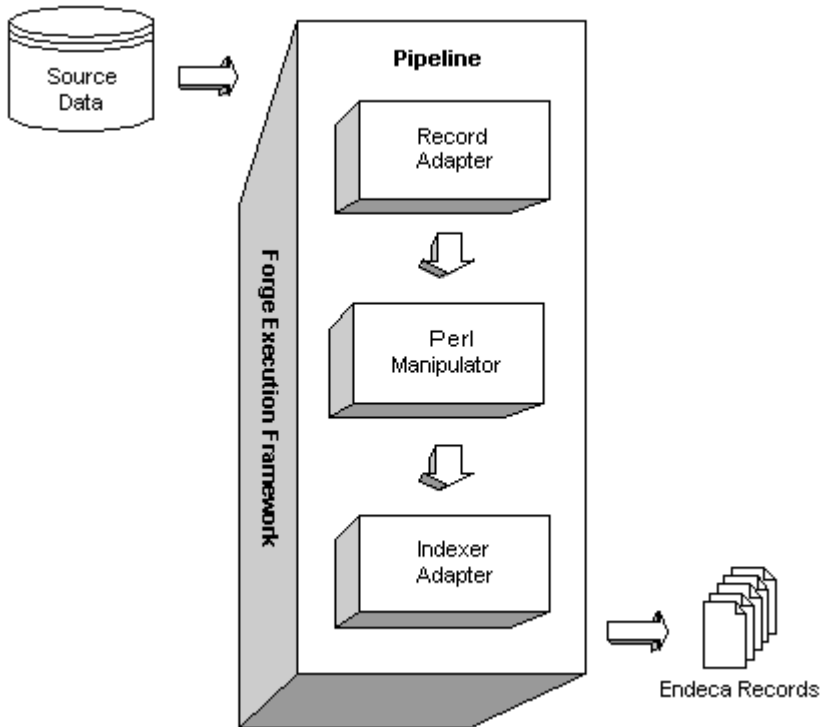 Source
Data
Pipeline
Record
Adapter
Forge Execution Framework
Perl
Manipulator
Indexer
Adapter
Endeca Records